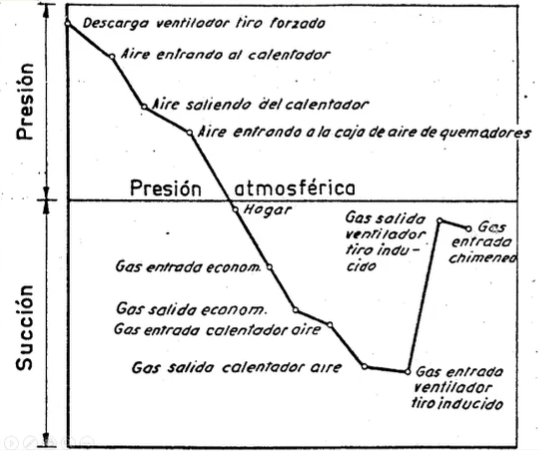 Descarga ventilador tiro forzado
Aire entrando al calentador
Aire saliendo del calentador
Aire entrando a la caja de aire de quemadores
Presión
Presión atmosférica
Hogar
Gas salida
ventilador
tiro indu-
cido
Gas
entrada
chimenea
Gas entrada econom.
Gas salida econom.
Gas entrada calentador aire
Gas salida calentador aire
Gas entrada
ventilador
tiro inducido
Succión